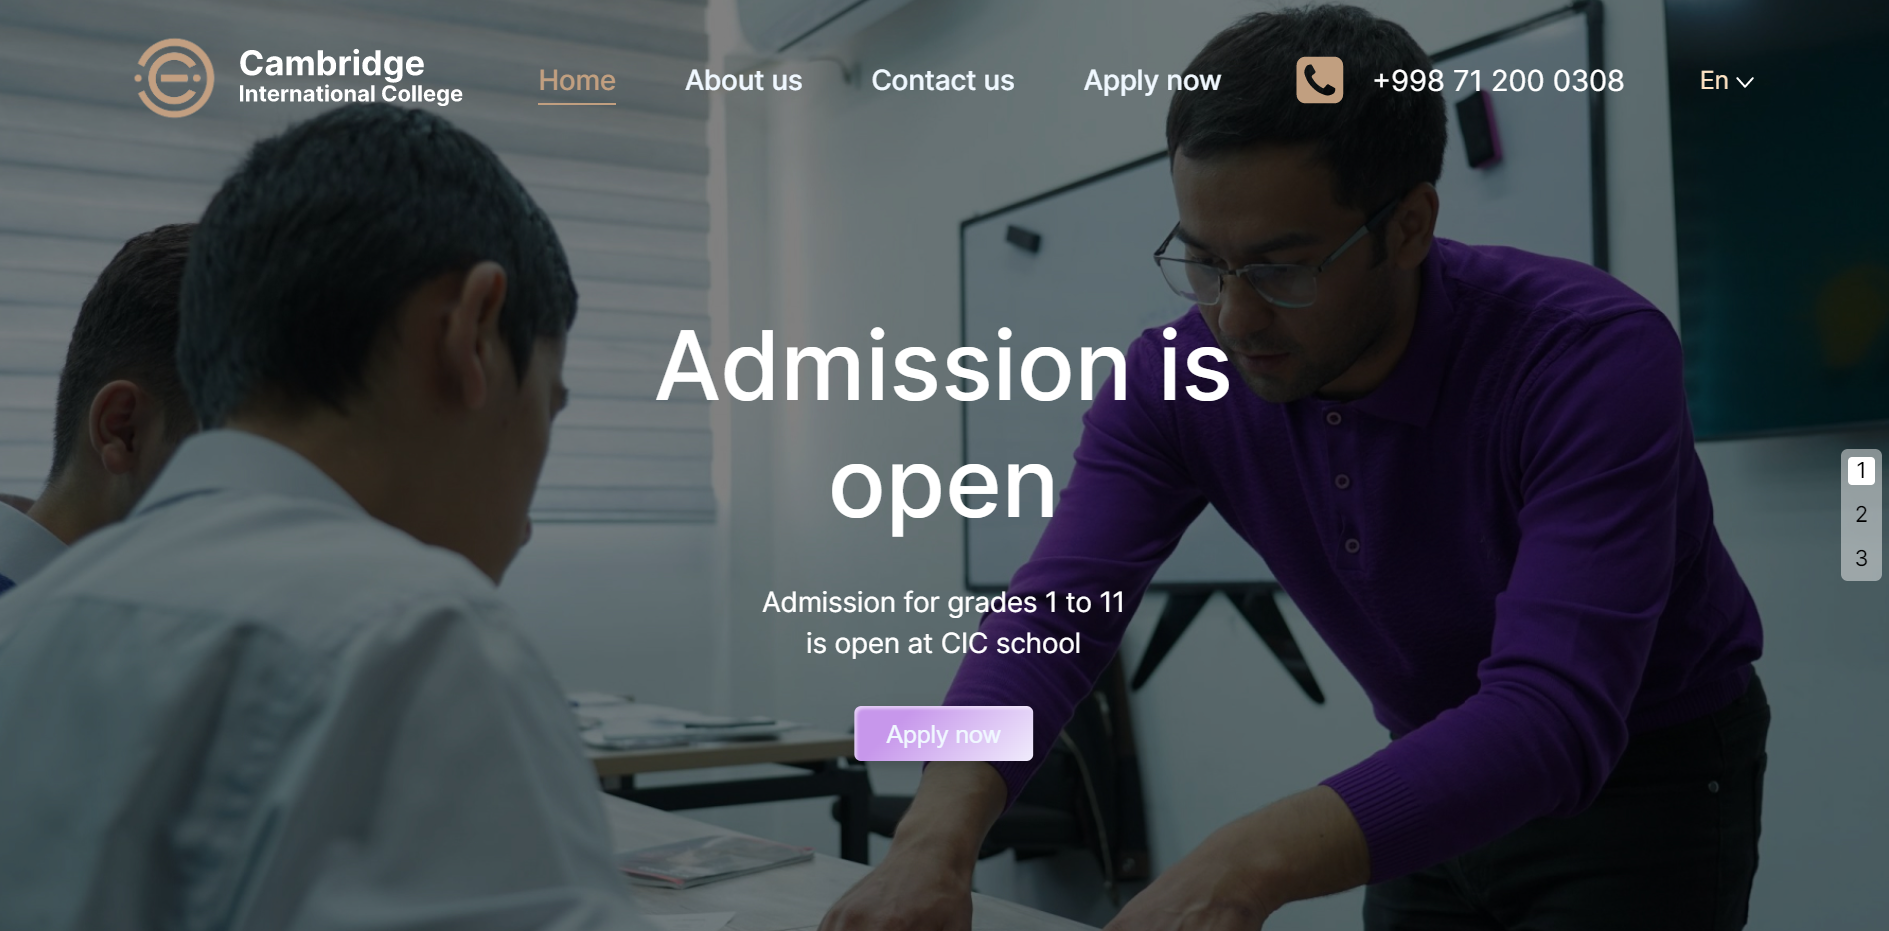 Cambridge
International College
Home
About us
Contact us
Apply now
+998 71 200 0308
En
Admission is
open
Admission for grades 1 to 11
is open at CIC school
Apply now
1
2
3